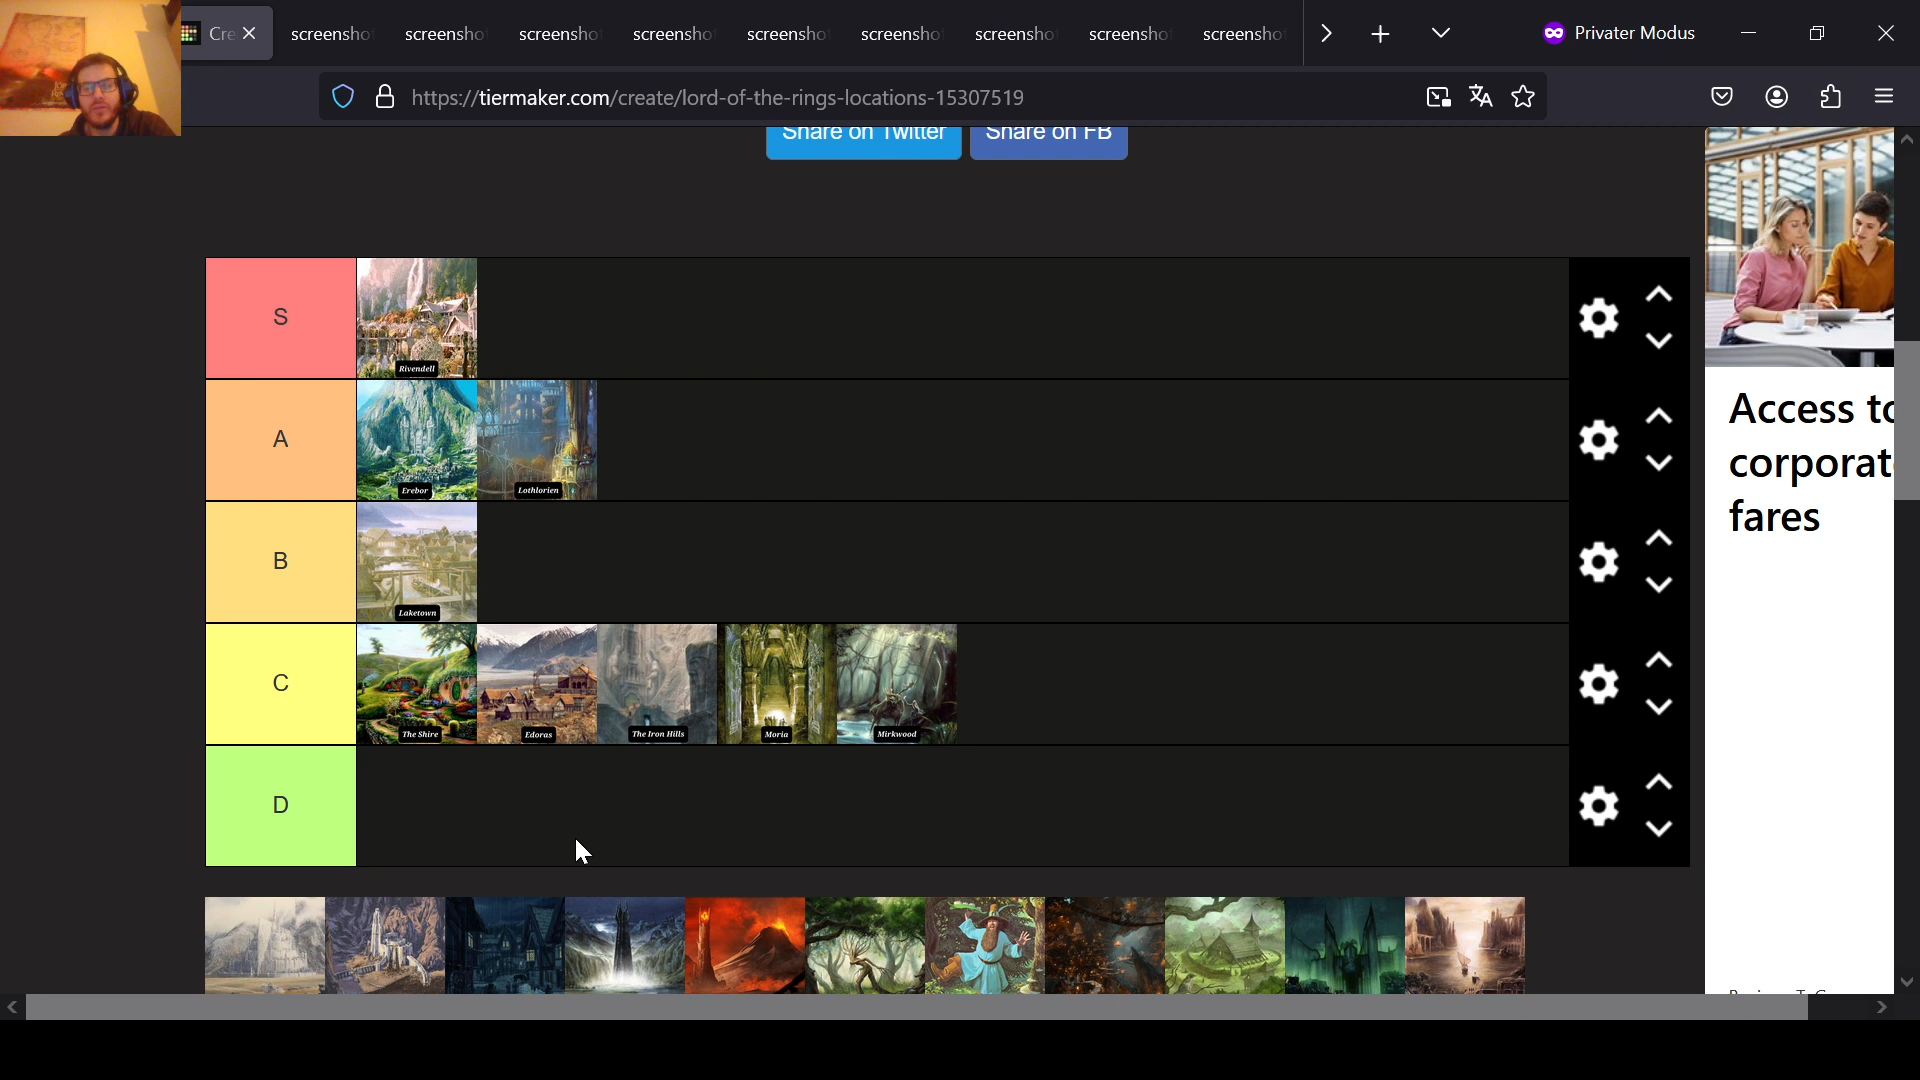 Cre
screensho
screensho
screensho
screensho
screensho
screensho
screensho
screensho
screensho
Privater Modus
https://tiermaker.com/create/lord-of-the-rings-locations-15307519
Share on Twitter
Share on FB
S
Rivendell
A
Erebor
Lothlorien
B
Laketown
C
The Shire
Edoras
The Iron Hills
Moria
Mirkwood
D
Access to
corporat
fares